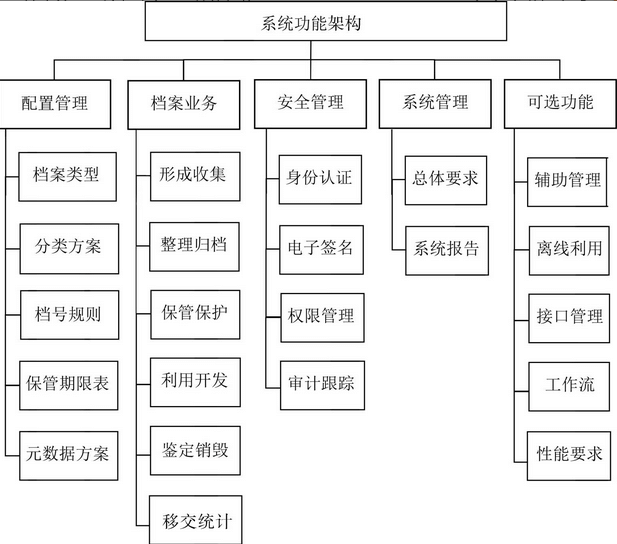 系统功能架构
配置管理
档案业务
安全管理
系统管理
可选功能
档案类型
分类方案
档号规则
保管期限表
元数据方案
形成收集
整理归档
保管保护
利用开发
鉴定销毁
移交统计
身份认证
电子签名
权限管理
审计跟踪
总体要求
系统报告
辅助管理
离线利用
接口管理
工作流
性能要求